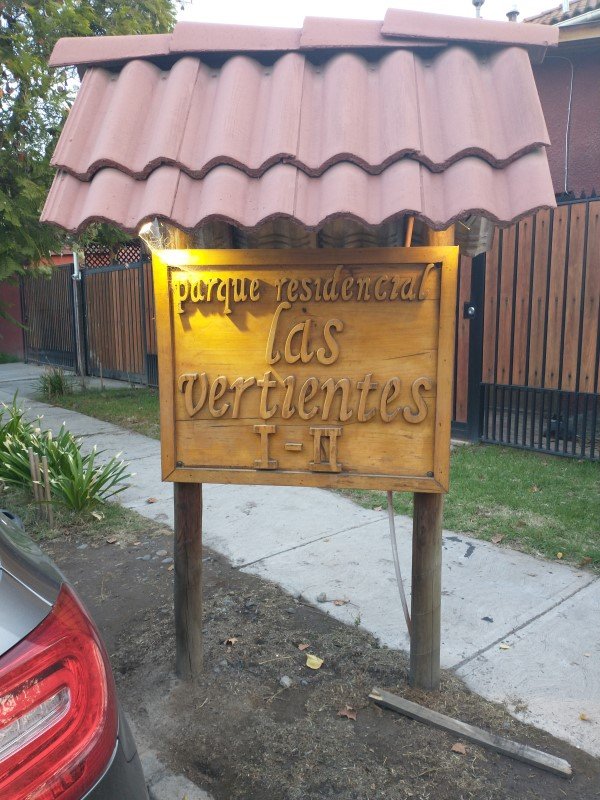 parque residencial
las
vertientes
I-II